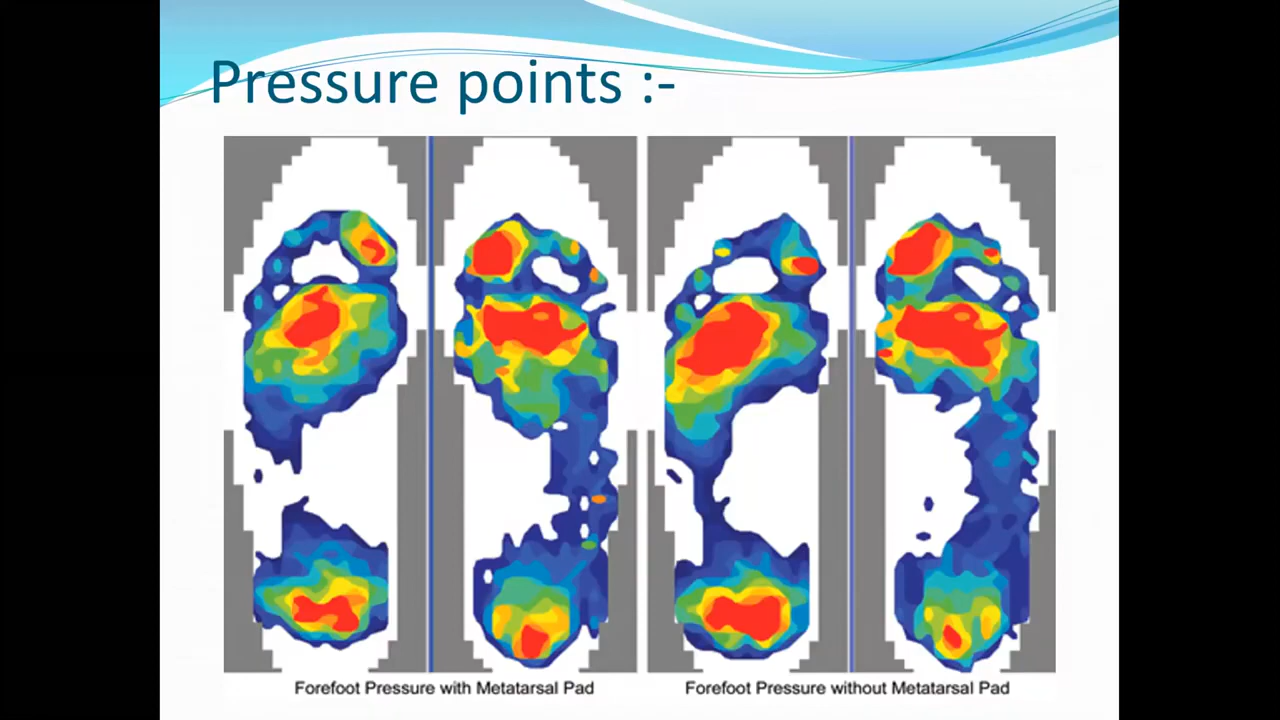 Pressure points :-
Forefoot Pressure with Metatarsal Pad
Forefoot Pressure without Metatarsal Pad